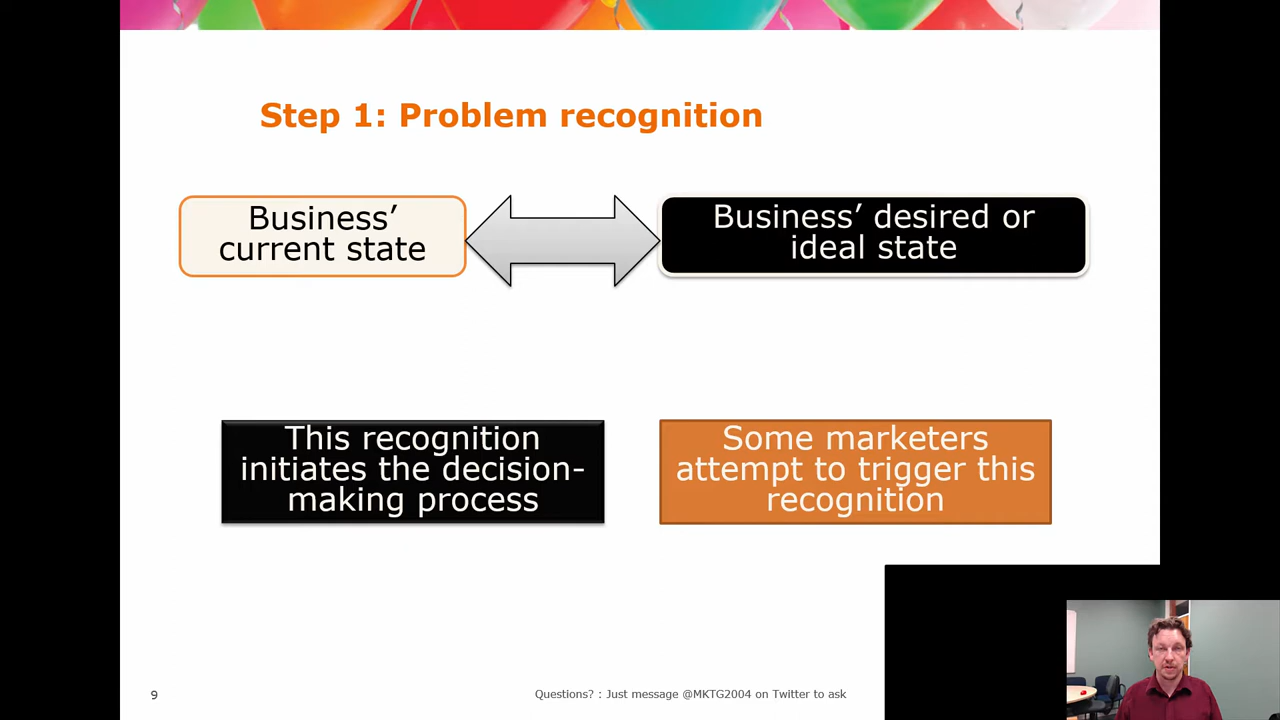 Step 1: Problem recognition
Business’
current state
Business’ desired or
ideal state
This recognition
initiates the decision-
making process
Some marketers
attempt to trigger this
recognition
9
Questions? : Just message @MKTG2004 on Twitter to ask